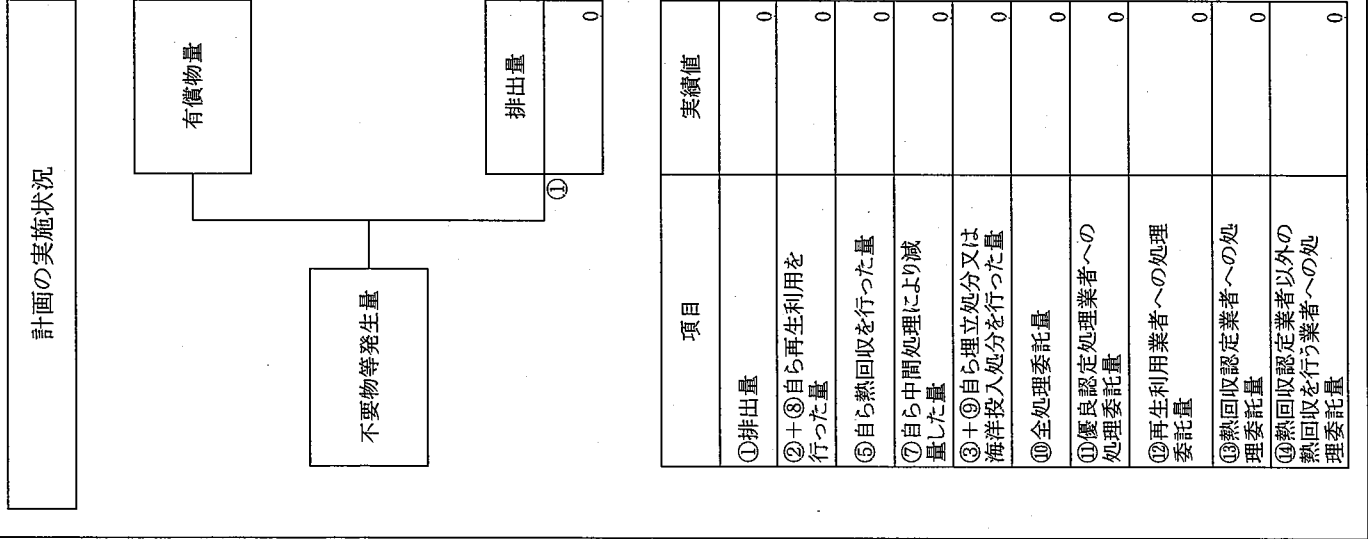 計画の実施状況
有償物量
不要物等発生量
排出量
①
0
項目
実績値
①排出量
0
②+⑧自ら再生利用を
行った量
0
⑤自ら熱回収を行った量
0
⑦自ら中間処理により減
量した量
0
③+⑨自ら埋立処分又は
海洋投入処分を行った量
0
⑩全処理委託量
0
⑪優良認定処理業者への
処理委託量
0
⑫再生利用業者への処理
委託量
0
⑬熱回収認定業者への処
理委託量
0
⑭熱回収認定業者以外の
熱回収を行う業者への処
理委託量
0